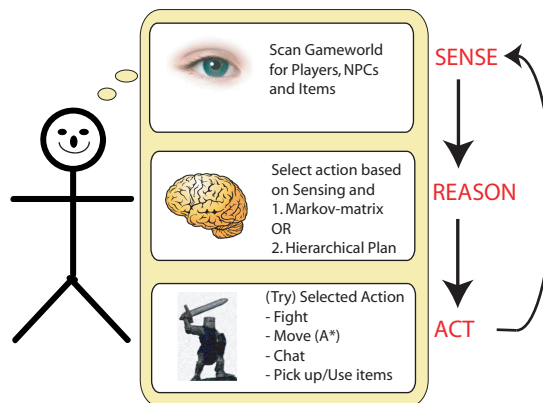 Scan Gameworld
for Players, NPCs
and Items
SENSE
Select action based
on Sensing and
1. Markov-matrix
OR
2. Hierarchical Plan
REASON
(Try) Selected Action
- Fight
- Move (A*)
- Chat
- Pick up/Use items
ACT